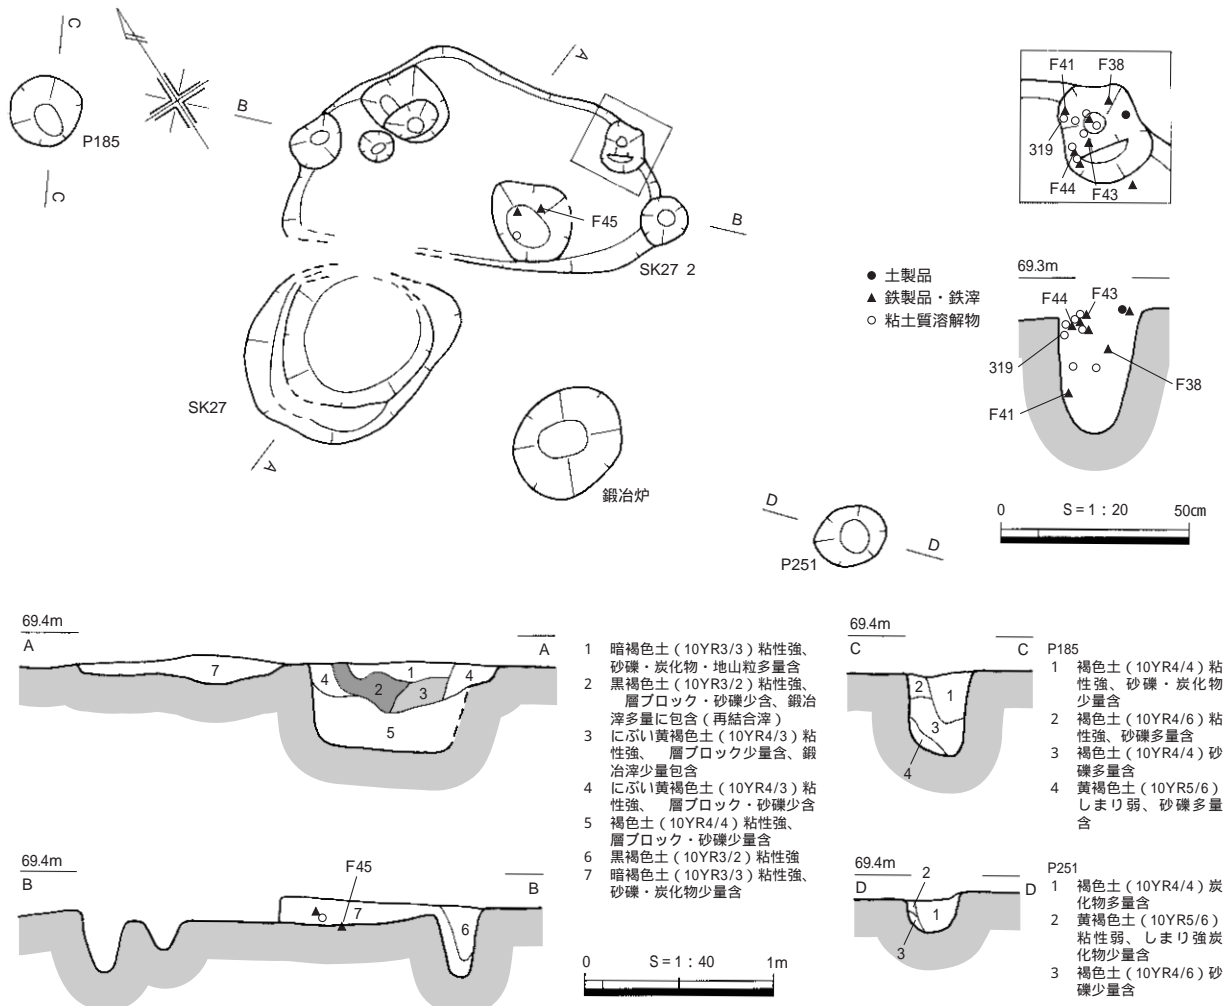 C
P185
C
B
A
F45
B
SK27 2
SK27
A
鍛冶炉
D
P251
D
F41
F38
319
F44
F43
● 土製品
▲ 鉄製品・鉄滓
○ 粘土質溶解物
69.3m
F44
F43
319
F38
F41
0 S=1:20 50cm
69.4m
A
A
7
4
2
1
3
4
5
69.4m
B
F45
B
7
6
1 暗褐色土(10YR3/3)粘性強、
砂礫・炭化物・地山粒多量含
2 黒褐色土(10YR3/2)粘性強、
層ブロック・砂礫少含、鍛冶
滓多量に包含(再結合滓)
3 にぶい黄褐色土(10YR4/3)粘
性強、 層ブロック少量含、鍛
冶滓少量包含
4 にぶい黄褐色土(10YR4/3)粘
性強、 層ブロック・砂礫少含
5 褐色土(10YR4/4)粘性強、
層ブロック・砂礫少量含
6 黒褐色土(10YR3/2)粘性強
7 暗褐色土(10YR3/3)粘性強、
砂礫・炭化物少量含
0 S=1:40 1m
69.4m
C
C
2
1
3
4
P185
1 褐色土(10YR4/4)粘
性強、砂礫・炭化物
少量含
2 褐色土(10YR4/6)粘
性強、砂礫多量含
3 褐色土(10YR4/4)砂
礫多量含
4 黄褐色土(10YR5/6)
しまり弱、砂礫多量
含
69.4m
D
2
D
1
3
P251
1 褐色土(10YR4/4)炭
化物多量含
2 黄褐色土(10YR5/6)
粘性弱、しまり強炭
化物少量含
3 褐色土(10YR4/6)砂
礫少量含